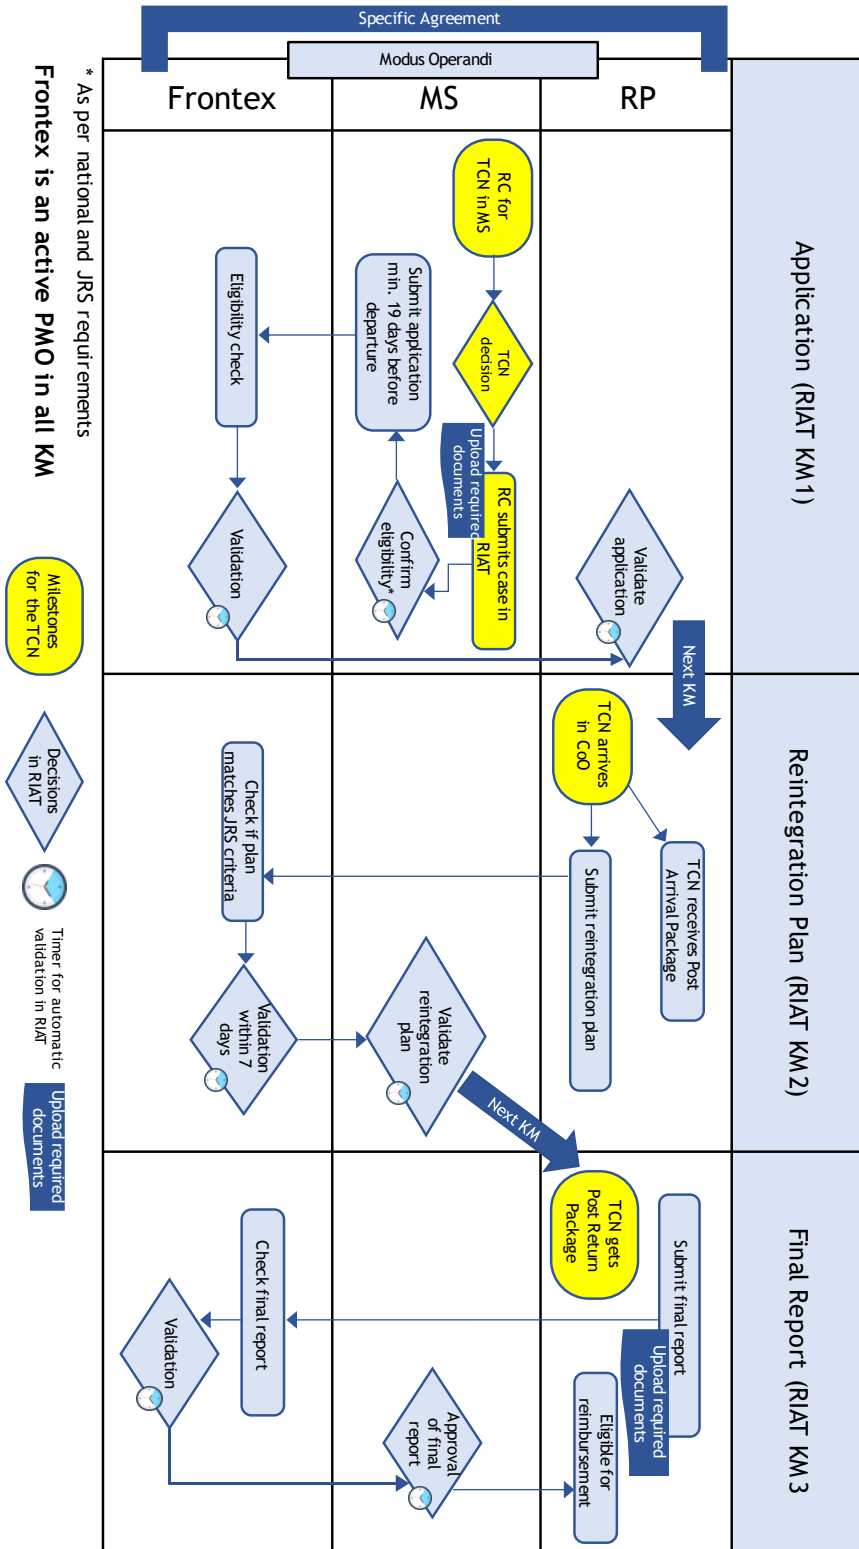 Application (RIAT KM1)
Reintegration Plan (RIAT KM2)
Final Report (RIAT KM3
Specific Agreement
Modus Operandi
RP
Validate
application
Next KM
TCN arrives
in CoO
TCN receives Post
Arrival Package
Submit reintegration plan
TCN gets
Post Return
Package
Submit final report
Upload required
documents
Eligible for
reimbursement
MS
RC for
TCN in MS
TCN
decision
RC submits case in
RIAT
Upload required
documents
Confirm
eligibility*
Submit application
min. 19 days before
departure
Validate
reintegration
plan
Next KM
Approval
of final
report
Frontex
Eligibility check
Validation
Check if plan
matches JRS criteria
Validation
within 7
days
Check final report
Validation
* As per national and JRS requirements
Frontex is an active PMO in all KM
Milestones
for the TCN
Decisions
in RIAT
Timer for automatic
validation in RIAT
Upload required
documents